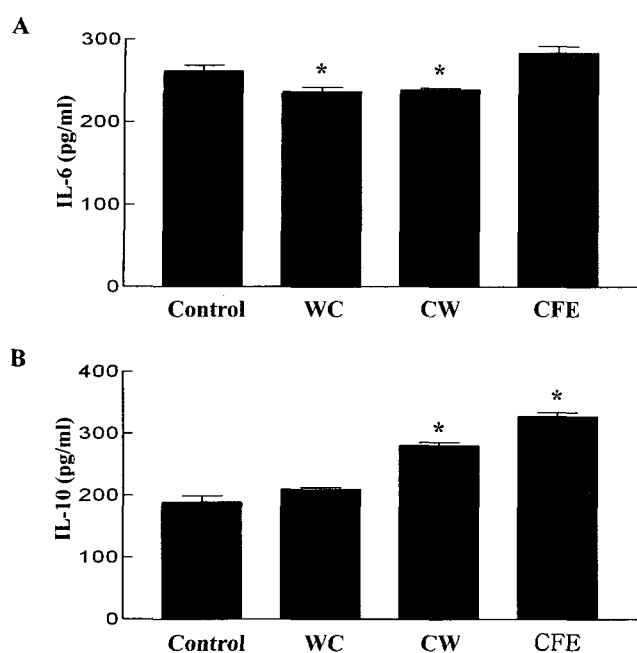 A
IL-6 (pg/ml)
300
200
100
0
*
*
Control WC CW CFE
B
IL-10 (pg/ml)
400
300
200
100
0
*
*
Control WC CW CFE